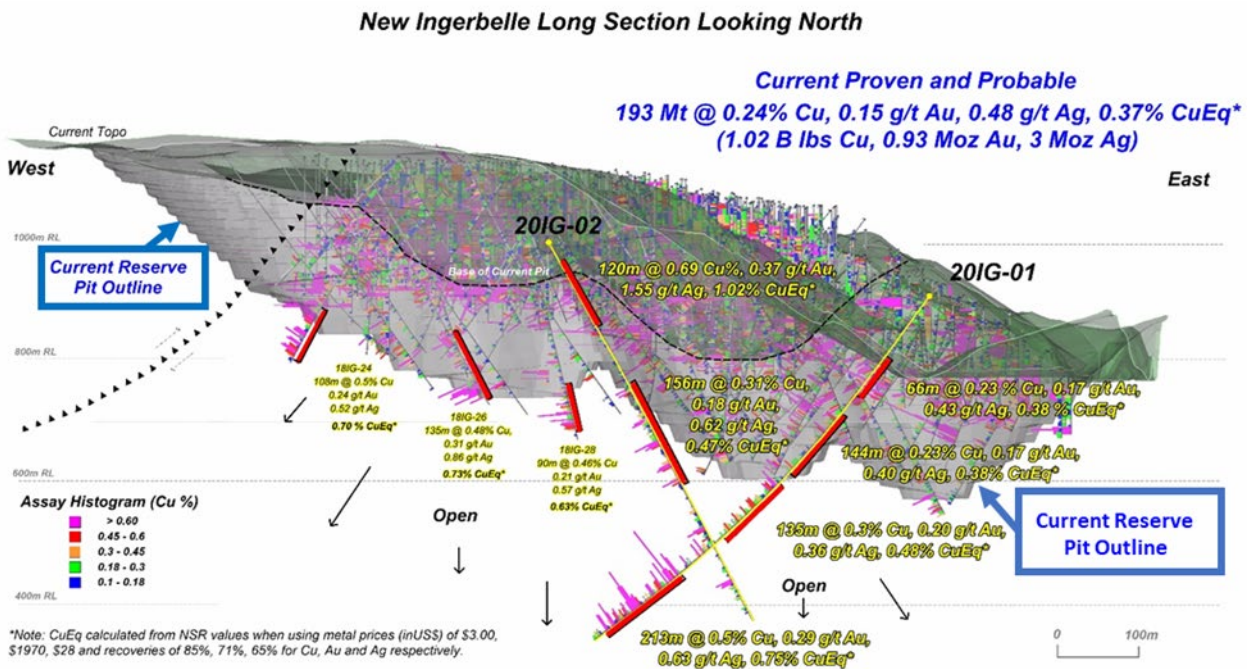 New Ingerbelle Long Section Looking North
Current Proven and Probable
193 Mt @ 0.24% Cu, 0.15 g/t Au, 0.48 g/t Ag, 0.37% CuEq*
(1.02 B lbs Cu, 0.93 Moz Au, 3 Moz Ag)
Current Topo
West
East
1000m RL
Current Reserve
Pit Outline
20IG-02
Base of Current Pit
120m @ 0.69 Cu%, 0.37 g/t Au,
1.55 g/t Ag, 1.02% CuEq*
20IG-01
800m RL
18IG-24
108m @ 0.5% Cu
0.24 g/t Au
0.52 g/t Ag
0.70 % CuEq*
18IG-26
135m @ 0.48% Cu,
0.31 g/t Au
0.86 g/t Ag
0.73% CuEq*
18IG-28
90m @ 0.46% Cu
0.21 g/t Au
0.57 g/t Ag
0.63% CuEq*
156m @ 0.31% Cu,
0.18 g/t Au,
0.62 g/t Ag,
0.47% CuEq*
66m @ 0.23 % Cu, 0.17 g/t Au,
0.43 g/t Ag, 0.38 % CuEq*
144m @ 0.23% Cu, 0.17 g/t Au,
0.40 g/t Ag, 0.38% CuEq*
600m RL
Assay Histogram (Cu %)
> 0.60
0.45 - 0.6
0.3 - 0.45
0.18 - 0.3
0.1 - 0.18
Open
135m @ 0.3% Cu, 0.20 g/t Au,
0.36 g/t Ag, 0.48% CuEq*
Current Reserve
Pit Outline
Open
400m RL
213m @ 0.5% Cu, 0.29 g/t Au,
0.63 g/t Ag, 0.75% CuEq*
*Note: CuEq calculated from NSR values when using metal prices (inUS$) of $3.00,
$1970, $28 and recoveries of 85%, 71%, 65% for Cu, Au and Ag respectively.
0 100m